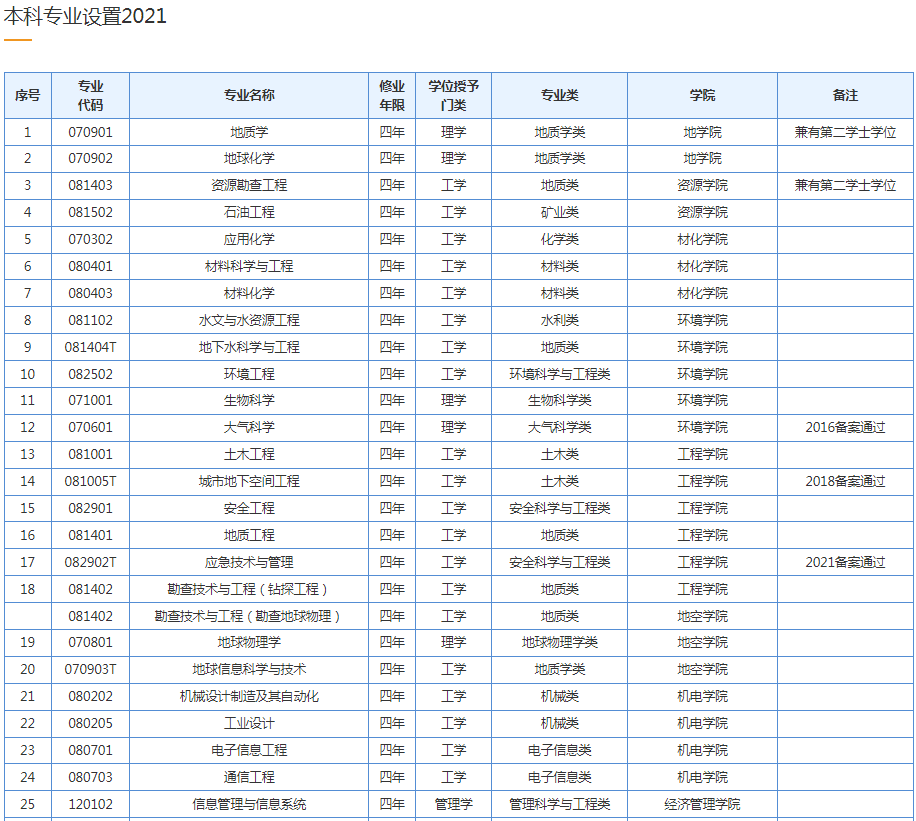 本科专业设置2021
序号 专业代码 专业名称 修业年限 学位授予门类 专业类 学院 备注
1 070901 地质学 四年 理学 地质学类 地学院 兼有第二学士学位
2 070902 地球化学 四年 理学 地质学类 地学院
3 081403 资源勘查工程 四年 工学 地质类 资源学院 兼有第二学士学位
4 081502 石油工程 四年 工学 矿业类 资源学院
5 070302 应用化学 四年 工学 化学类 材化学院
6 080401 材料科学与工程 四年 工学 材料类 材化学院
7 080403 材料化学 四年 工学 材料类 材化学院
8 081102 水文与水资源工程 四年 工学 水利类 环境学院
9 081404T 地下水科学与工程 四年 工学 地质类 环境学院
10 082502 环境工程 四年 工学 环境科学与工程类 环境学院
11 071001 生物科学 四年 理学 生物科学类 环境学院
12 070601 大气科学 四年 理学 大气科学类 环境学院 2016备案通过
13 081001 土木工程 四年 工学 土木类 工程学院
14 081005T 城市地下空间工程 四年 工学 土木类 工程学院 2018备案通过
15 082901 安全工程 四年 工学 安全科学与工程类 工程学院
16 081401 地质工程 四年 工学 地质类 工程学院
17 082902T 应急技术与管理 四年 工学 安全科学与工程类 工程学院 2021备案通过
18 081402 勘查技术与工程（钻探工程） 四年 工学 地质类 工程学院
081402 勘查技术与工程（勘查地球物理） 四年 工学 地质类 地空学院
19 070801 地球物理学 四年 理学 地球物理学类 地空学院
20 070903T 地球信息科学与技术 四年 工学 地质学类 地空学院
21 080202 机械设计制造及其自动化 四年 工学 机械类 机电学院
22 080205 工业设计 四年 工学 机械类 机电学院
23 080701 电子信息工程 四年 工学 电子信息类 机电学院
24 080703 通信工程 四年 工学 电子信息类 机电学院
25 120102 信息管理与信息系统 四年 管理学 管理科学与工程类 经济管理学院